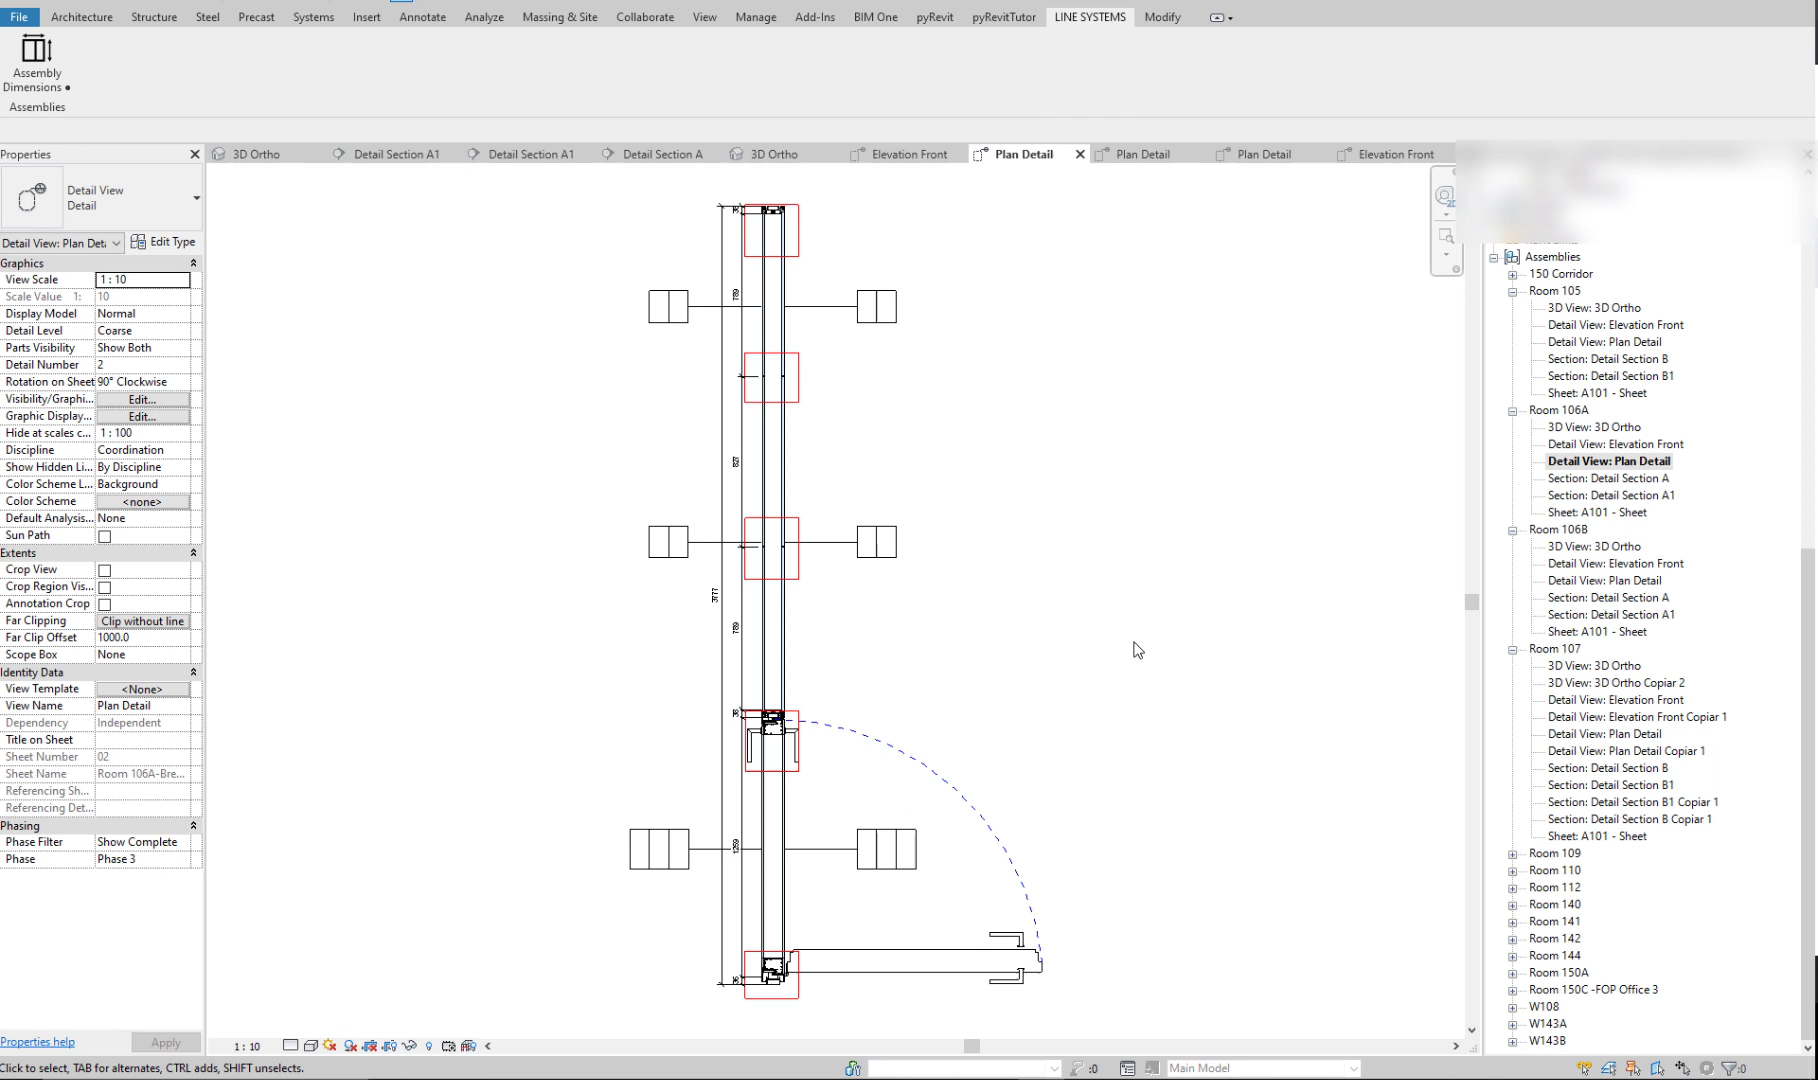 File Architecture Structure Steel Precast Systems Insert Annotate Analyze Massing & Site Collaborate View Manage Add-Ins BIM One pyRevit pyRevitTutor LINE SYSTEMS Modify
Assembly
Dimensions
Assemblies
Properties
3D Ortho Detail Section A1 Detail Section A1 Detail Section A 3D Ortho Elevation Front Plan Detail Plan Detail Plan Detail Elevation Front
Detail View
Detail
Detail View: Plan Deta Edit Type
Graphics
View Scale 1 : 10
Scale Value 1: 10
Display Model Normal
Detail Level Coarse
Parts Visibility Show Both
Detail Number 2
Rotation on Sheet 90° Clockwise
Visibility/Graphi... Edit...
Graphic Display... Edit...
Hide at scales c... 1 : 100
Discipline Coordination
Show Hidden Li... By Discipline
Color Scheme L... Background
Color Scheme <none>
Default Analysis... None
Sun Path
Extents
Crop View
Crop Region Vis...
Annotation Crop
Far Clipping Clip without line
Far Clip Offset 1000.0
Scope Box None
Identity Data
View Template <None>
View Name Plan Detail
Dependency Independent
Title on Sheet
Sheet Number 02
Sheet Name Room 106A-Bre...
Referencing Sh...
Referencing Det...
Phasing
Phase Filter Show Complete
Phase Phase 3
Properties help Apply
789
827
3777
789
1259
Assemblies
150 Corridor
Room 105
3D View: 3D Ortho
Detail View: Elevation Front
Detail View: Plan Detail
Section: Detail Section B
Section: Detail Section B1
Sheet: A101 - Sheet
Room 106A
3D View: 3D Ortho
Detail View: Elevation Front
Detail View: Plan Detail
Section: Detail Section A
Section: Detail Section A1
Sheet: A101 - Sheet
Room 106B
3D View: 3D Ortho
Detail View: Elevation Front
Detail View: Plan Detail
Section: Detail Section A
Section: Detail Section A1
Sheet: A101 - Sheet
Room 107
3D View: 3D Ortho
3D View: 3D Ortho Copiar 2
Detail View: Elevation Front
Detail View: Elevation Front Copiar 1
Detail View: Plan Detail
Detail View: Plan Detail Copiar 1
Section: Detail Section B
Section: Detail Section B1
Section: Detail Section B1 Copiar 1
Section: Detail Section B Copiar 1
Sheet: A101 - Sheet
Room 109
Room 110
Room 112
Room 140
Room 141
Room 142
Room 144
Room 150A
Room 150C -FOP Office 3
W108
W143A
W143B
1 : 10
Click to select, TAB for alternates, CTRL adds, SHIFT unselects. :0 Main Model :0